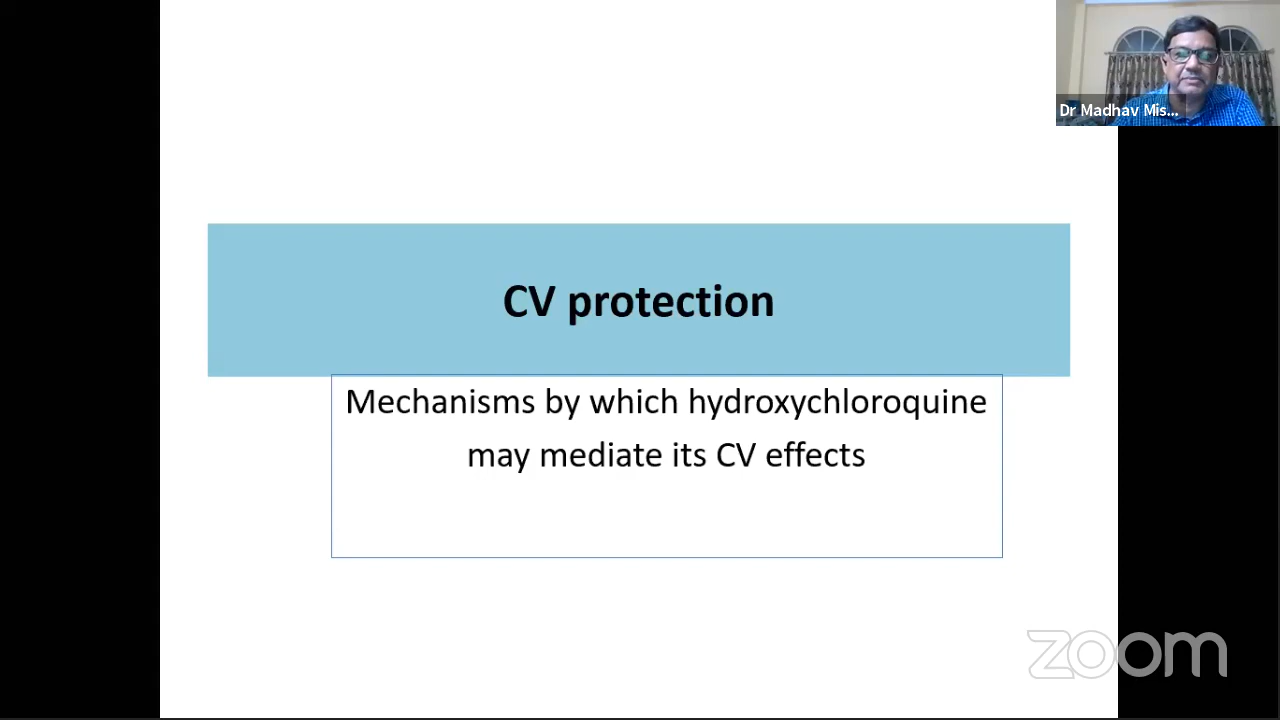 Dr Madhav Mis...
CV protection
Mechanisms by which hydroxychloroquine
may mediate its CV effects
zoom